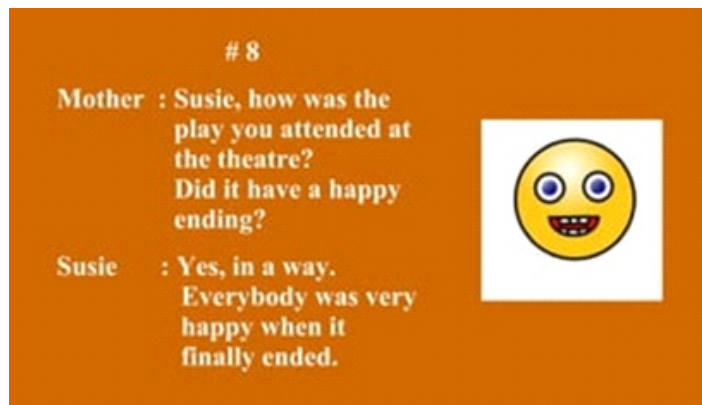 # 8
Mother : Susie, how was the
play you attended at
the theatre?
Did it have a happy
ending?
Susie : Yes, in a way.
Everybody was very
happy when it
finally ended.